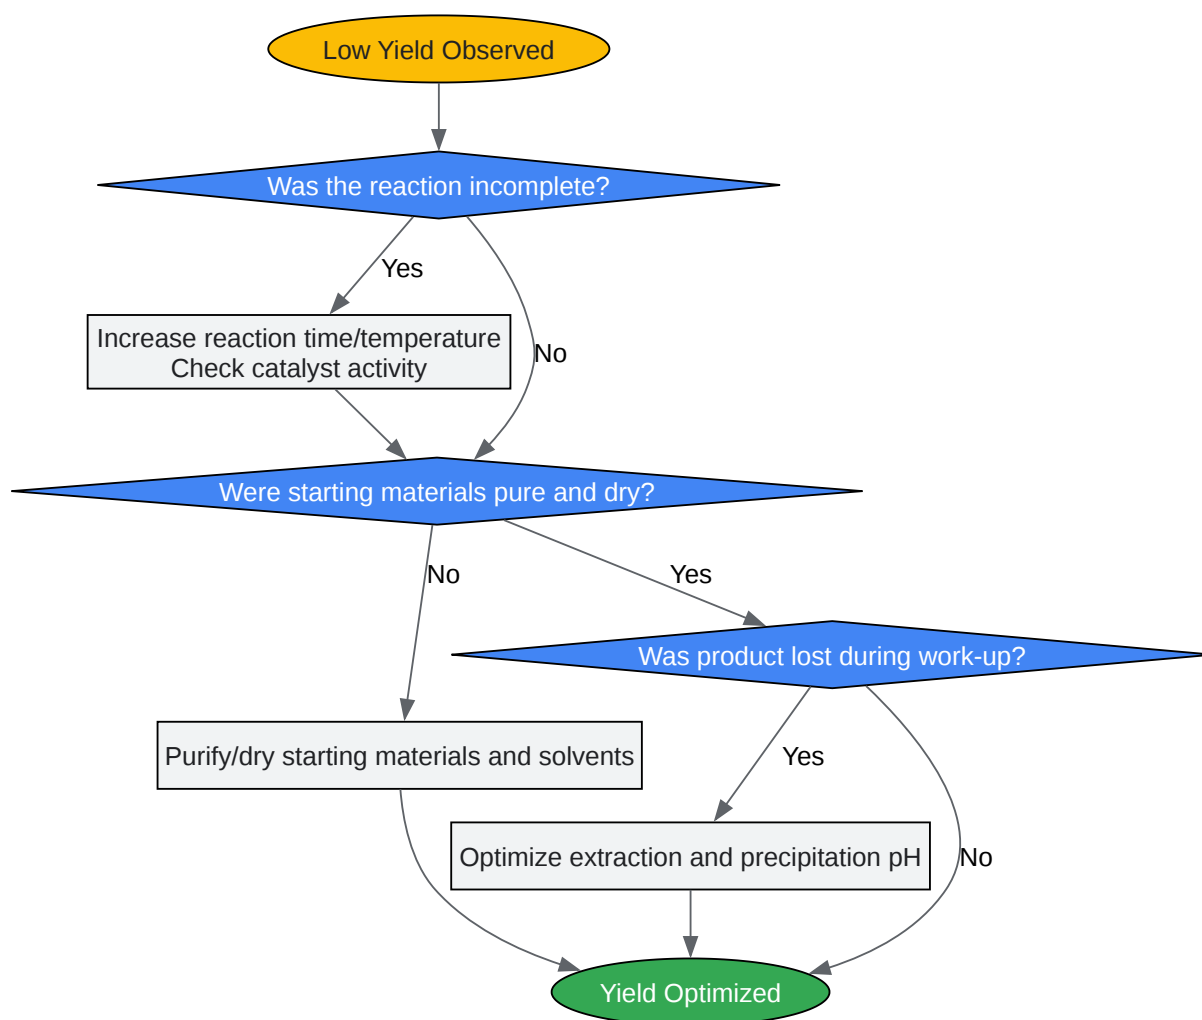 Low Yield Observed
Was the reaction incomplete?
Yes
Increase reaction time/temperature
Check catalyst activity
No
Were starting materials pure and dry?
No
Yes
Was product lost during work-up?
Purify/dry starting materials and solvents
Yes
Optimize extraction and precipitation pH
No
Yield Optimized